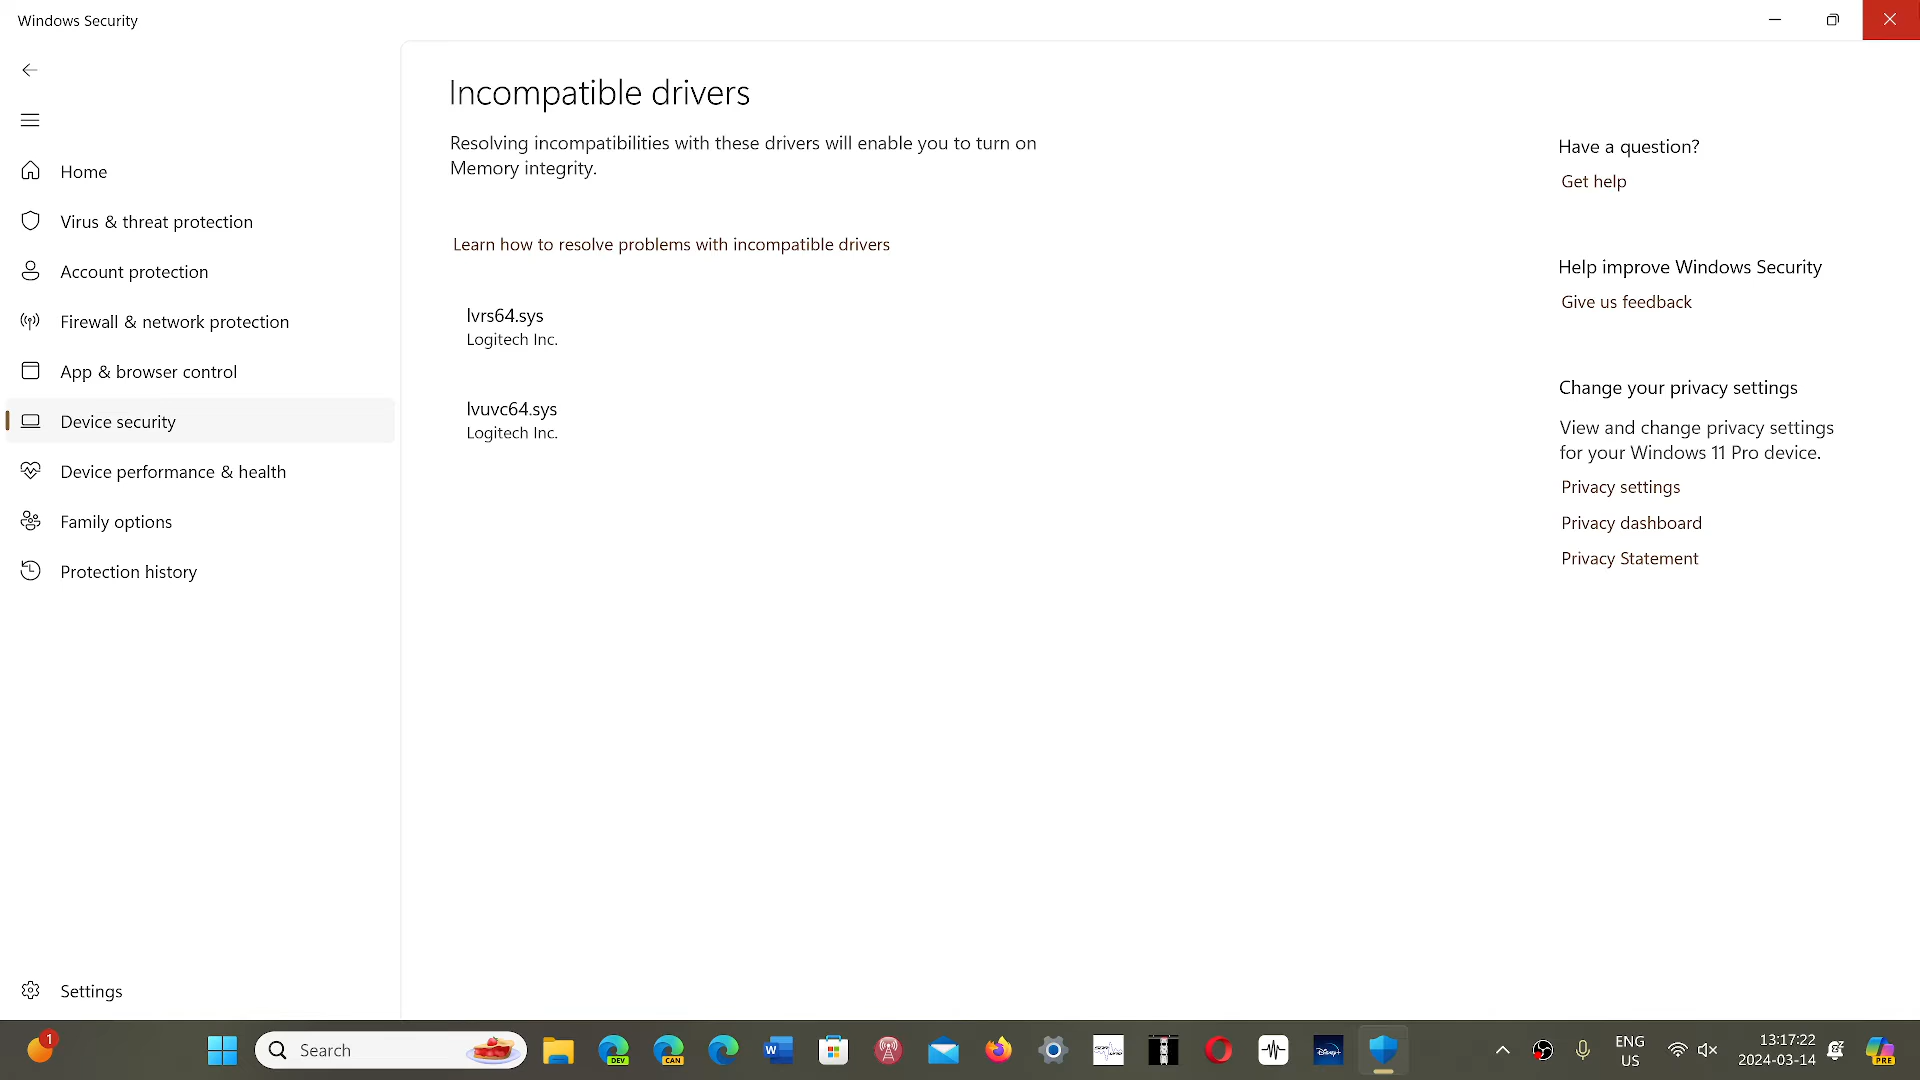 Windows Security
Home
Virus & threat protection
Account protection
Firewall & network protection
App & browser control
Device security
Device performance & health
Family options
Protection history
Settings
Incompatible drivers
Resolving incompatibilities with these drivers will enable you to turn on
Memory integrity.
Learn how to resolve problems with incompatible drivers
lvrs64.sys
Logitech Inc.
lvuvc64.sys
Logitech Inc.
Have a question?
Get help
Help improve Windows Security
Give us feedback
Change your privacy settings
View and change privacy settings
for your Windows 11 Pro device.
Privacy settings
Privacy dashboard
Privacy Statement
1
Search
DEV
CAN
W
Disney+
ENG
US
13:17:22
2024-03-14
PRE